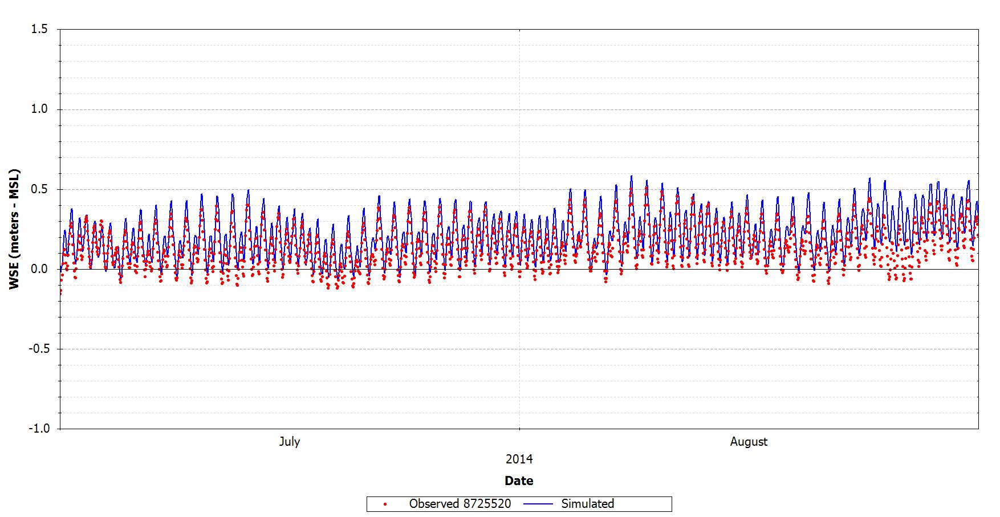 1.5
1.0
0.5
0.0
-0.5
-1.0
WSE (meters - MSL)
July
August
2014
Date
Observed 8725520 Simulated